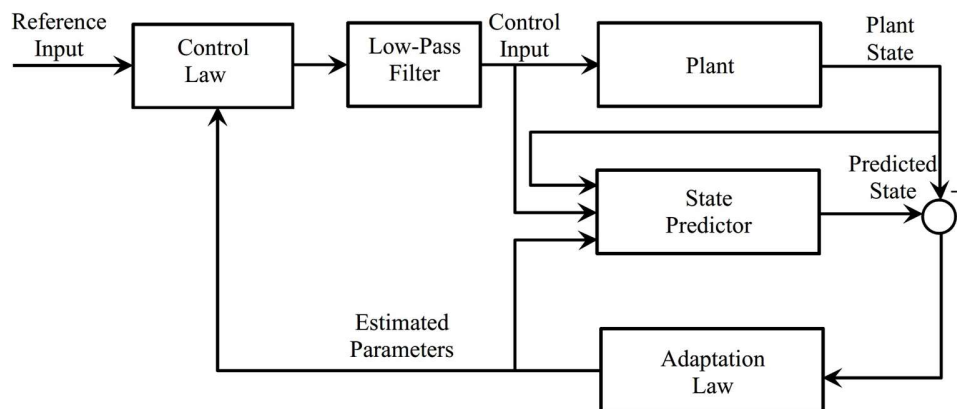 Reference
Input
Control
Law
Low-Pass
Filter
Control
Input
Plant
Plant
State
Predicted
State
-
State
Predictor
Estimated
Parameters
Adaptation
Law